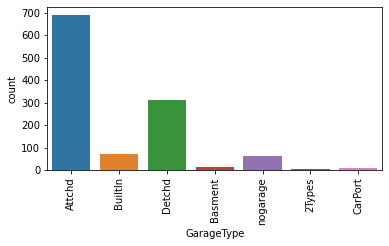 700
600
500
400
300
200
100
0
count
Attchd
BuiltIn
Detchd
Basment
nogarage
2Types
CarPort
GarageType